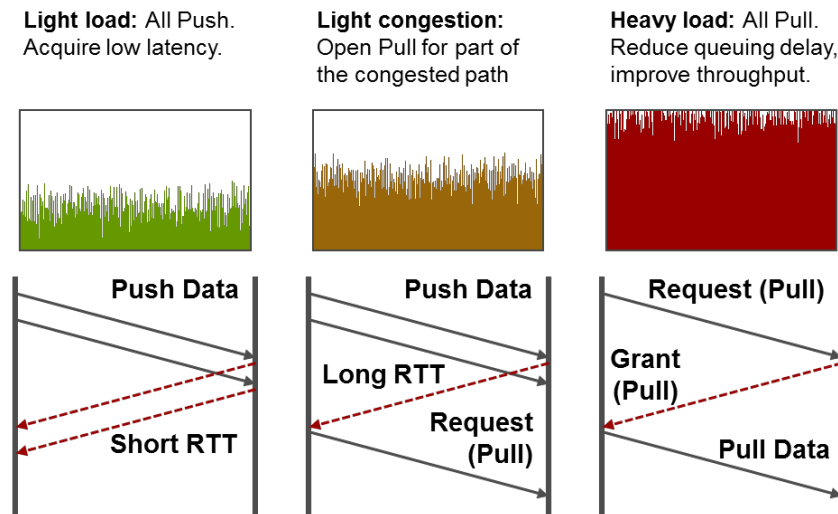 Light load: All Push.
Acquire low latency.
Light congestion:
Open Pull for part of
the congested path
Heavy load: All Pull.
Reduce queuing delay,
improve throughput.
Push Data
Short RTT
Push Data
Long RTT
Request
(Pull)
Request (Pull)
Grant
(Pull)
Pull Data